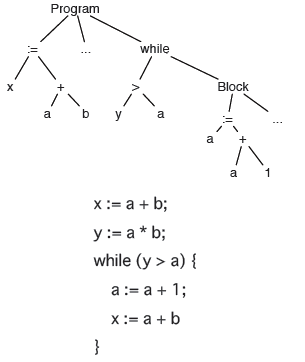 Program
:= ... while
x + > Block
a b y a := ...
a +
a 1
x := a + b;
y := a * b;
while (y > a) {
a := a + 1;
x := a + b
}